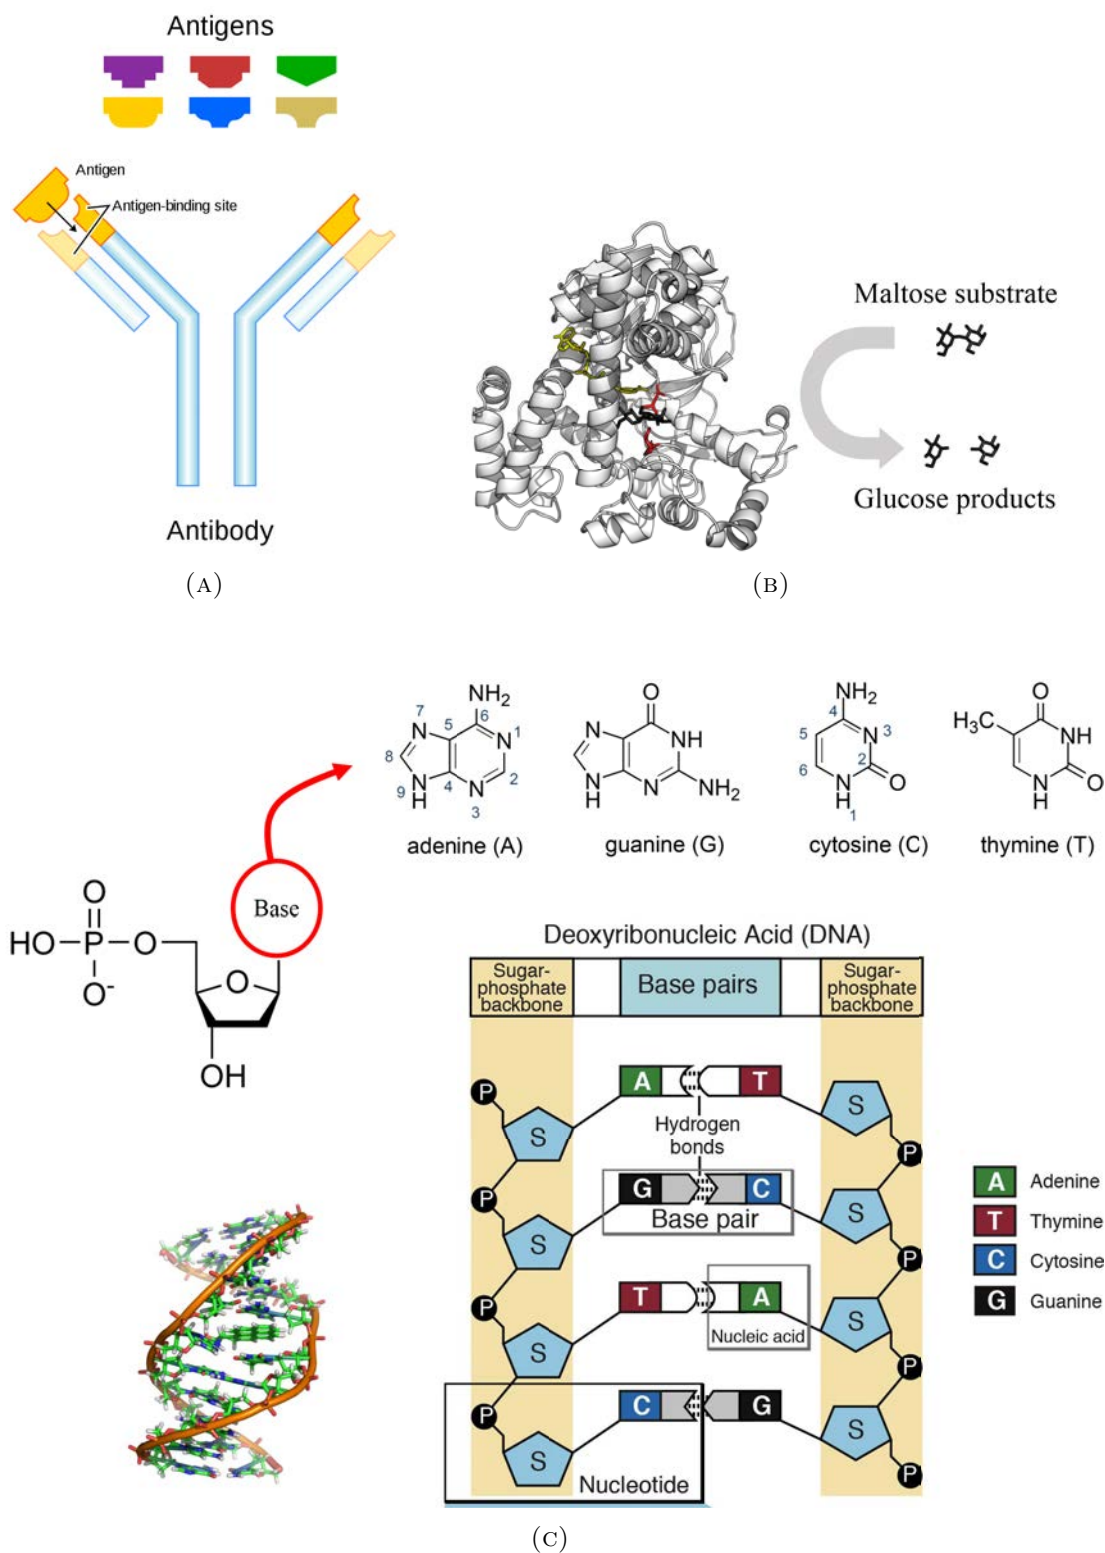 Antigens
Antigen
Antigen-binding site
Antibody
(A)
Maltose substrate
Glucose products
(B)
NH₂
7
6
5
N
N
1
8
4
2
9
N
H
N
3
adenine (A)
O
N
NH
N
H
N
NH₂
guanine (G)
NH₂
4
5
N
3
2
6
N
H
O
1
cytosine (C)
O
H₃C
NH
N
H
O
thymine (T)
Base
O
HO
P
O
O
O⁻
OH
Deoxyribonucleic Acid (DNA)
Sugar-
phosphate
backbone
Base pairs
Sugar-
phosphate
backbone
P
A
T
S
S
Hydrogen
bonds
P
P
G
C
Base pair
S
S
P
P
T
A
Nucleic acid
S
S
P
P
C
G
S
S
Nucleotide
P
A Adenine
T Thymine
C Cytosine
G Guanine
(C)